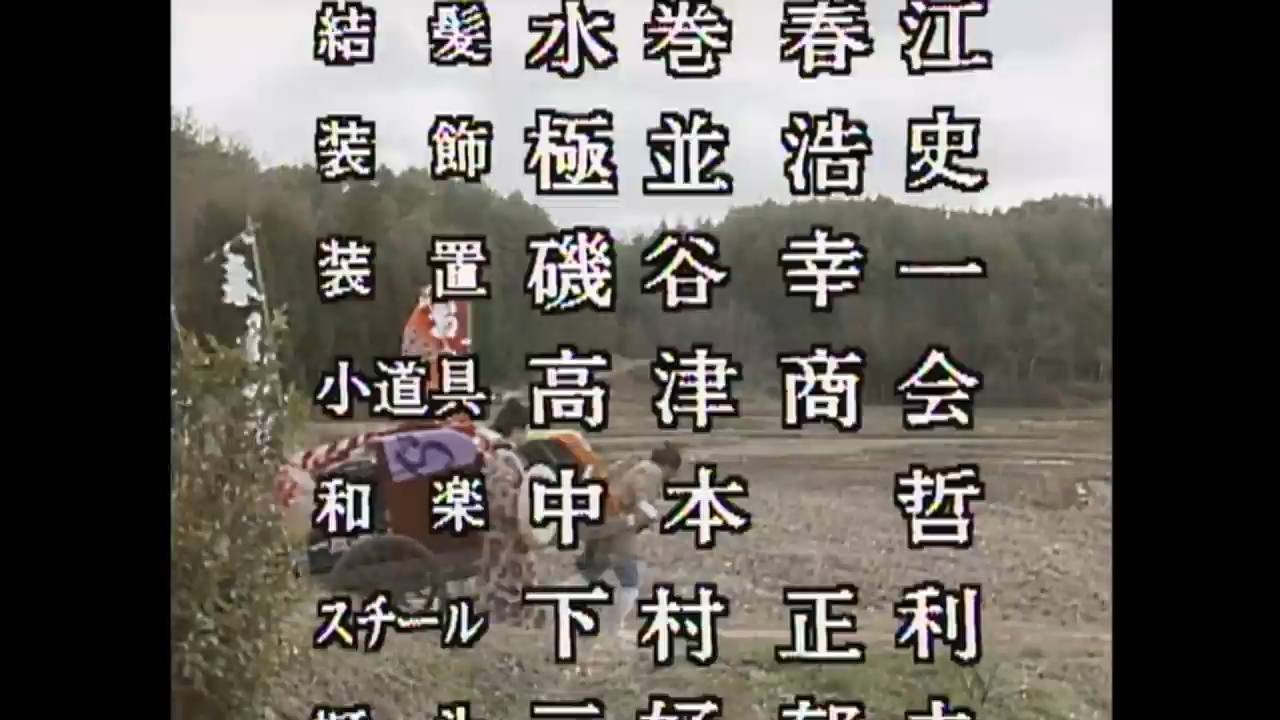 結髪 水巻春江
装飾 極並浩史
装置 磯谷幸一
小道具 高津商会
和楽 中本哲
スチール 下村正利